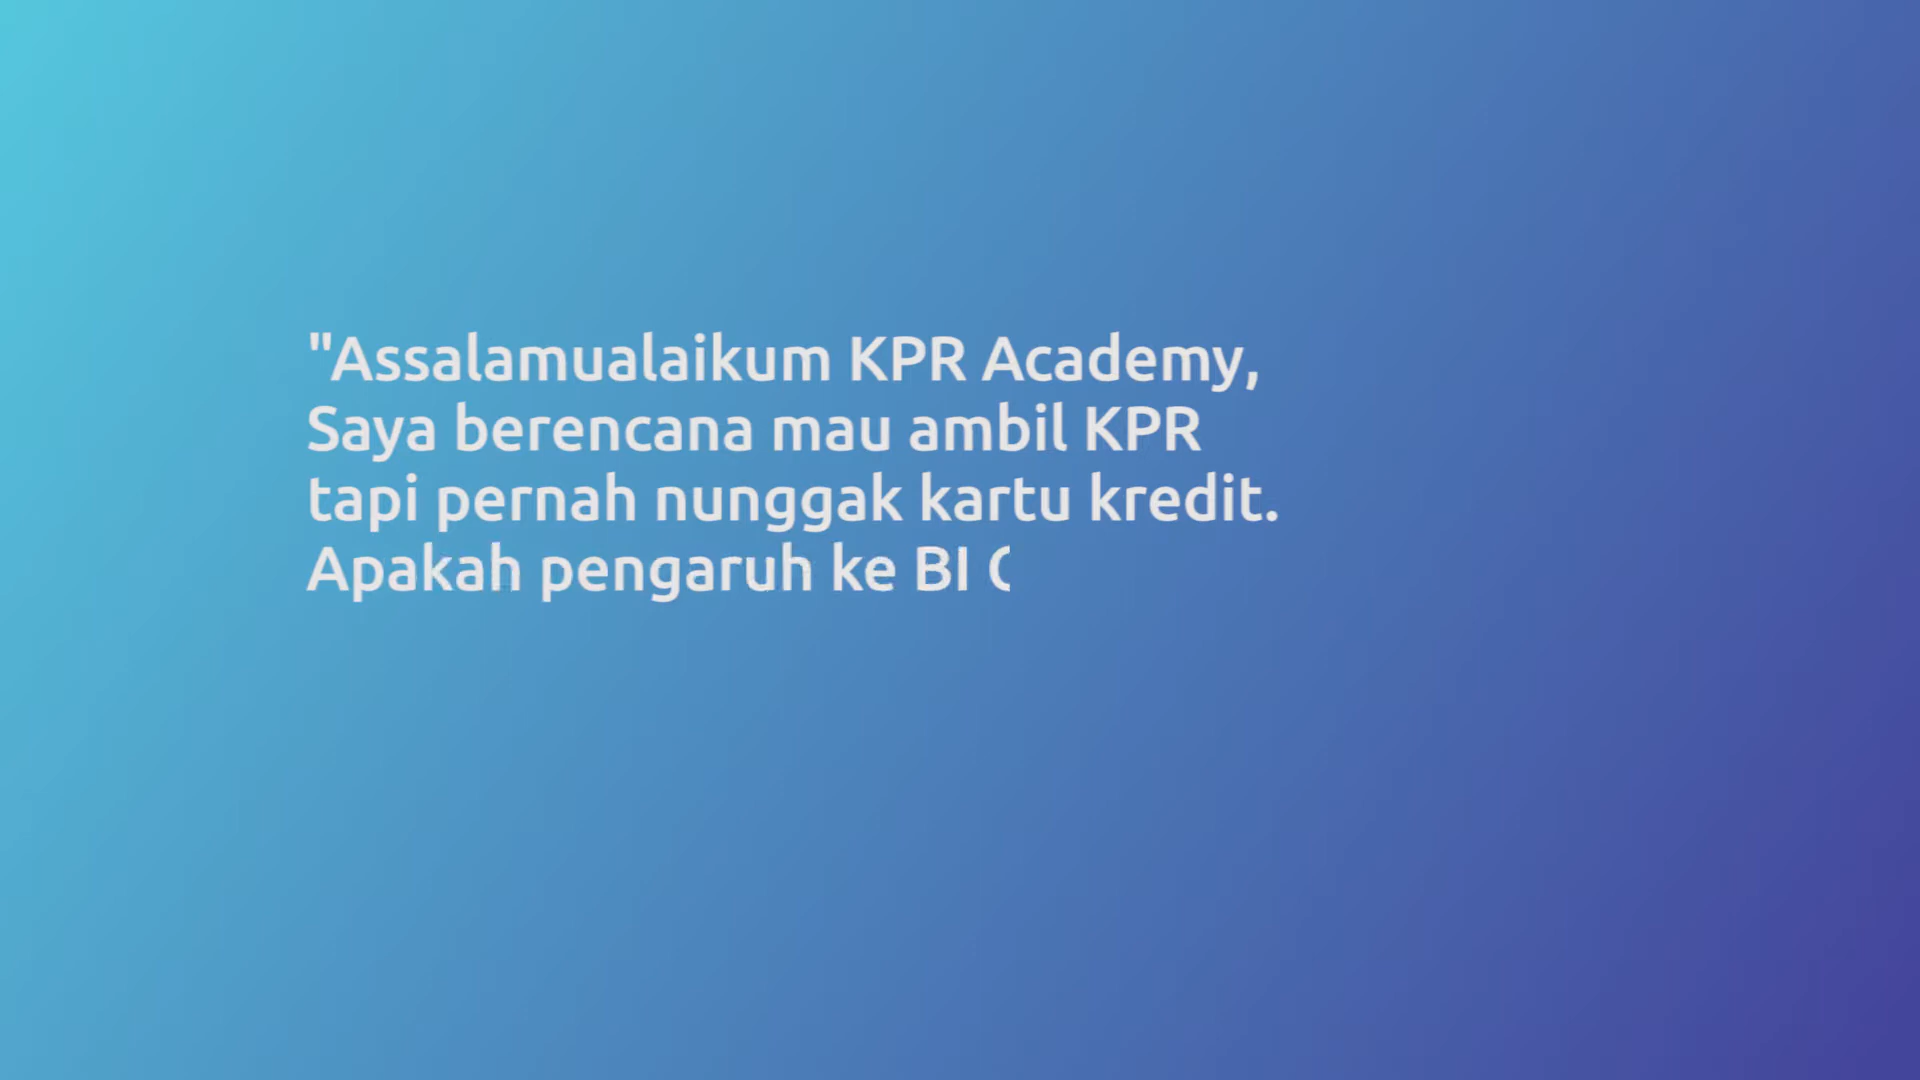 "Assalamualaikum KPR Academy,
Saya berencana mau ambil KPR
tapi pernah nunggak kartu kredit.
Apakah pengaruh ke BI